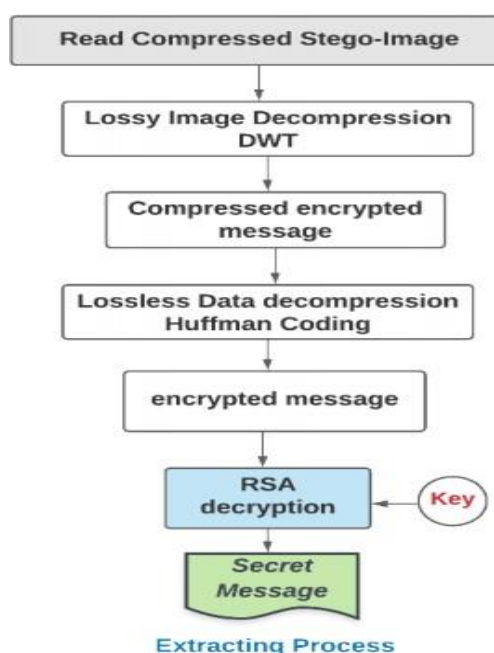 Read Compressed Stego-Image
Lossy Image Decompression
DWT
Compressed encrypted
message
Lossless Data decompression
Huffman Coding
encrypted message
RSA
decryption
Key
Secret
Message
Extracting Process